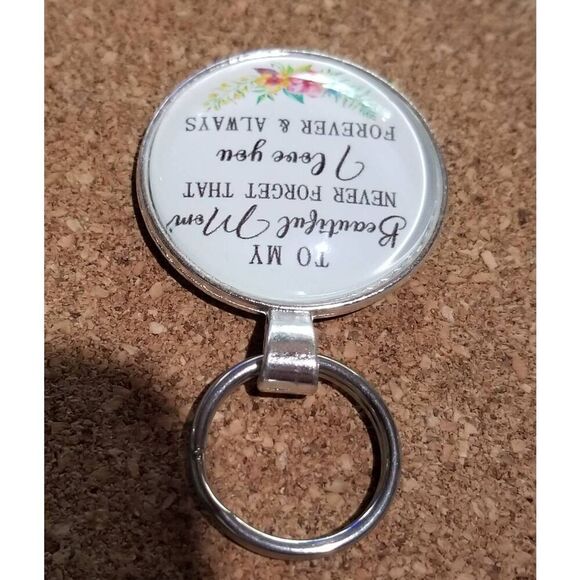 TO MY
Beautiful Mom
NEVER FORGET THAT
I love you
FOREVER & ALWAYS